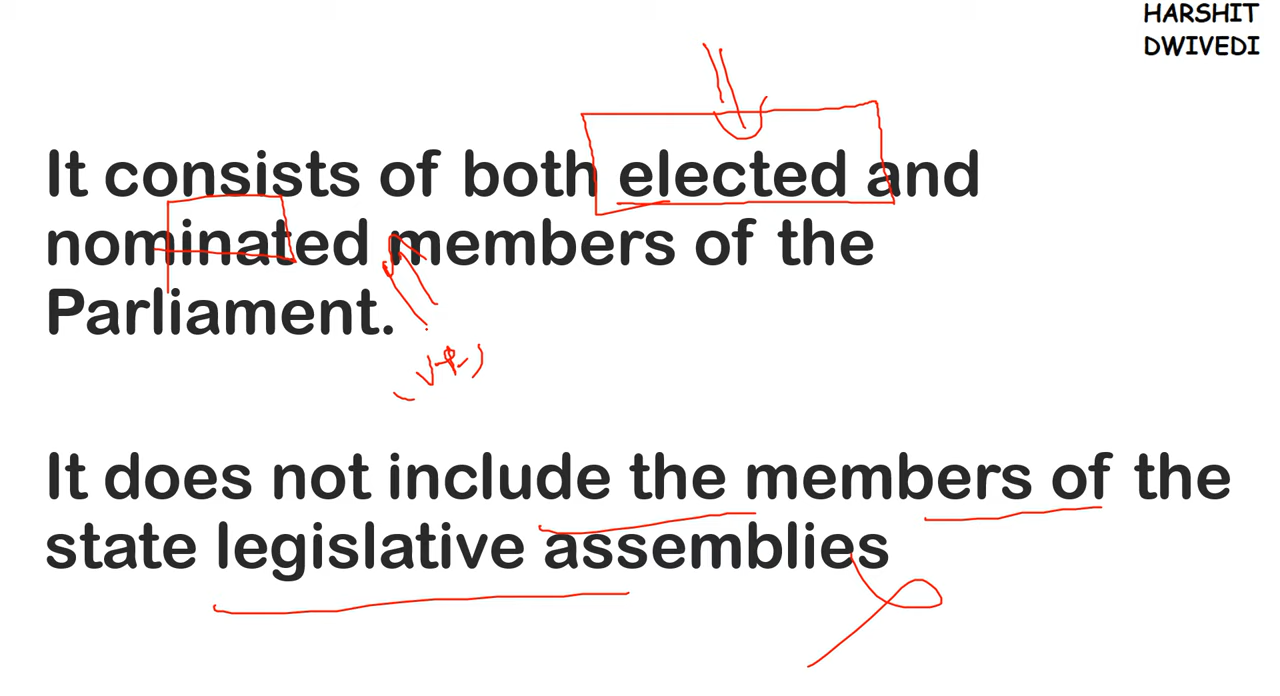 HARSHIT
DWIVEDI
It consists of both elected and
nominated members of the
Parliament.
It does not include the members of the
state legislative assemblies